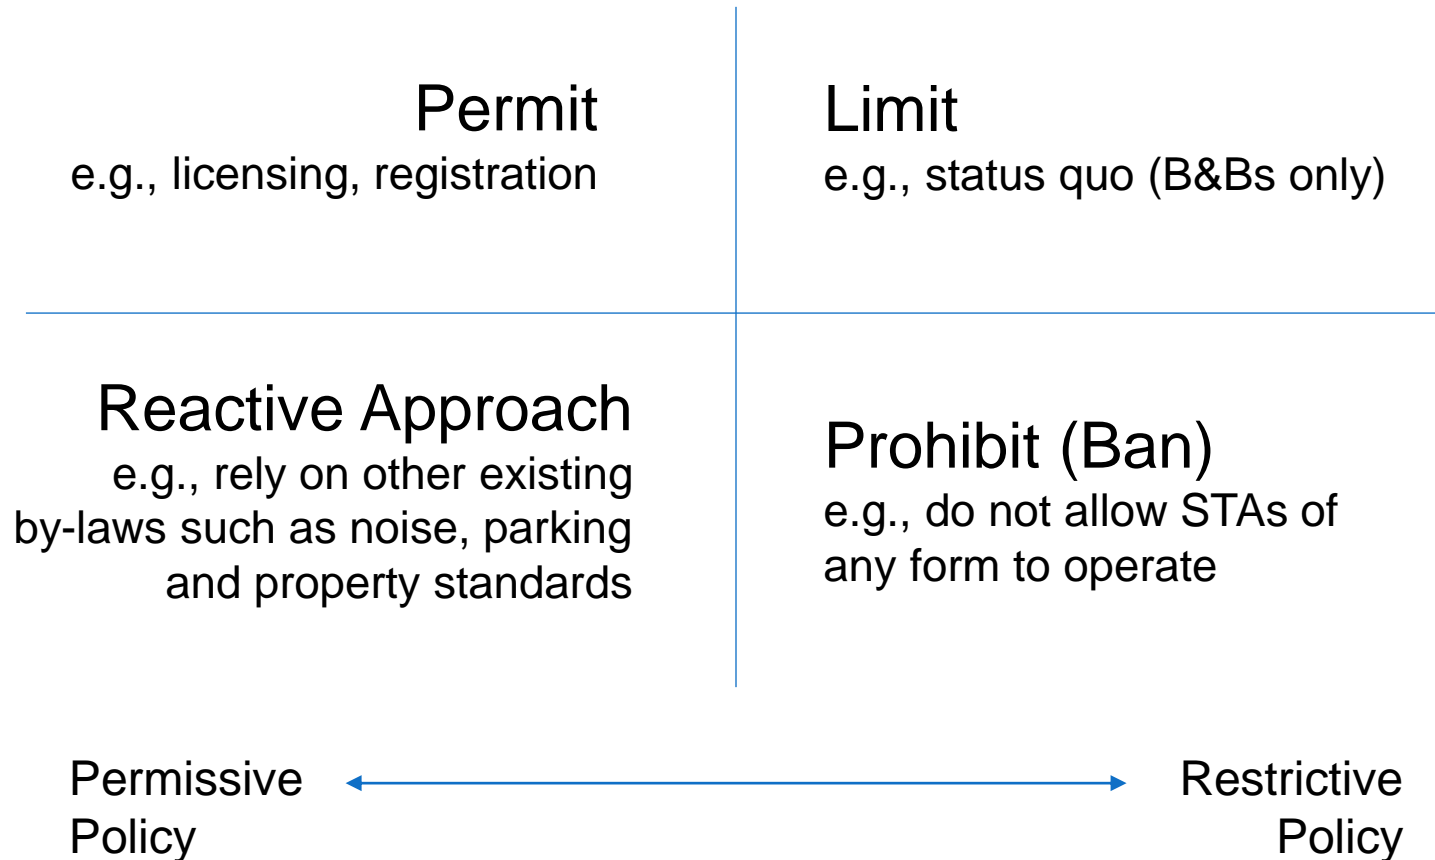 Permit
e.g., licensing, registration
Limit
e.g., status quo (B&Bs only)
Reactive Approach
e.g., rely on other existing
by-laws such as noise, parking
and property standards
Prohibit (Ban)
e.g., do not allow STAs of
any form to operate
Permissive
Policy
Restrictive
Policy